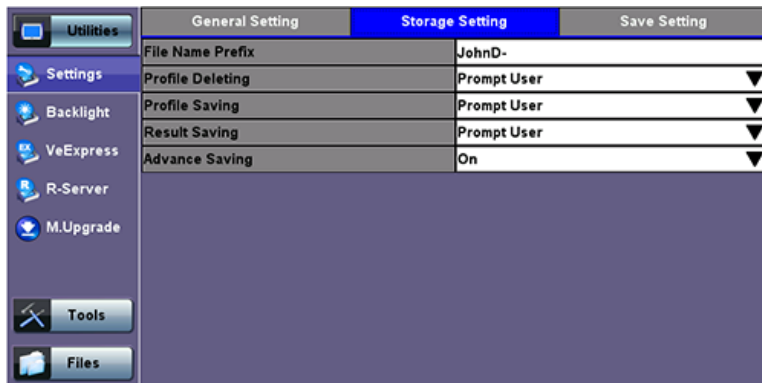 Utilities
Settings
Backlight
VeExpress
R-Server
M.Upgrade
Tools
Files
General Setting Storage Setting Save Setting
File Name Prefix JohnD-
Profile Deleting Prompt User
Profile Saving Prompt User
Result Saving Prompt User
Advance Saving On